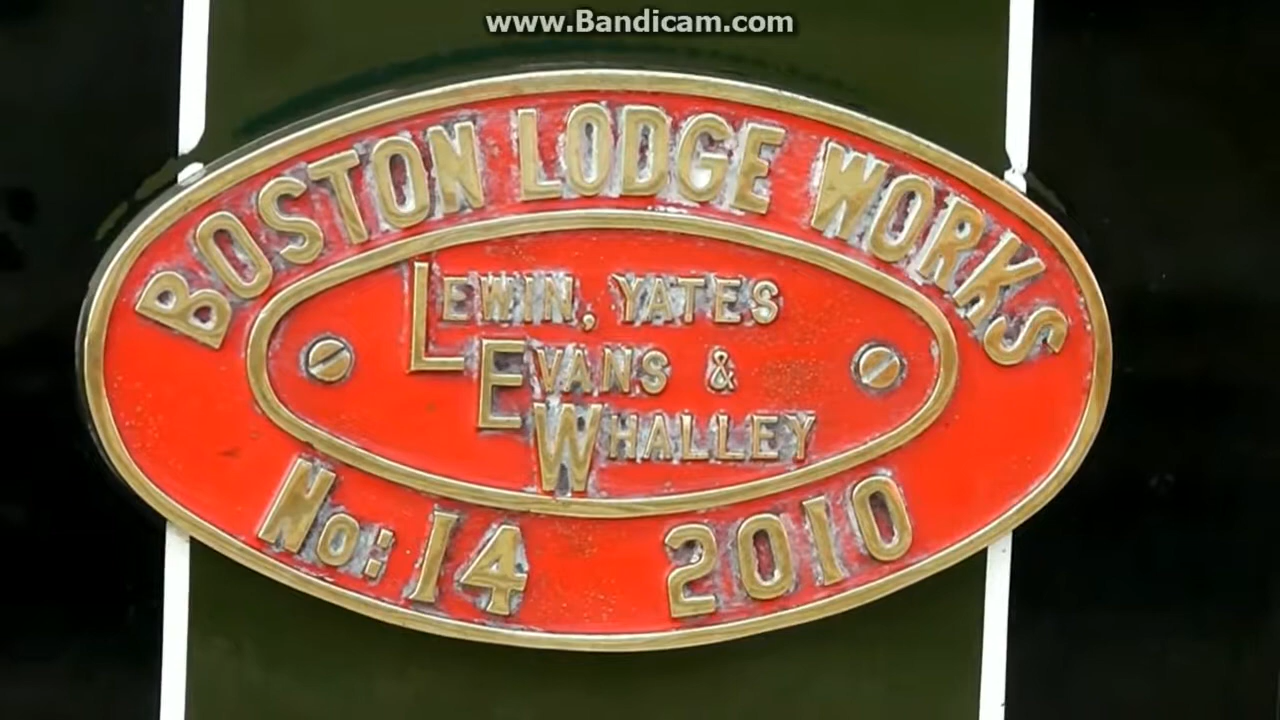 www.Bandicam.com
BOSTON LODGE WORKS
LEWIN, YATES
EVANS &
WHALLEY
No: 14 2010